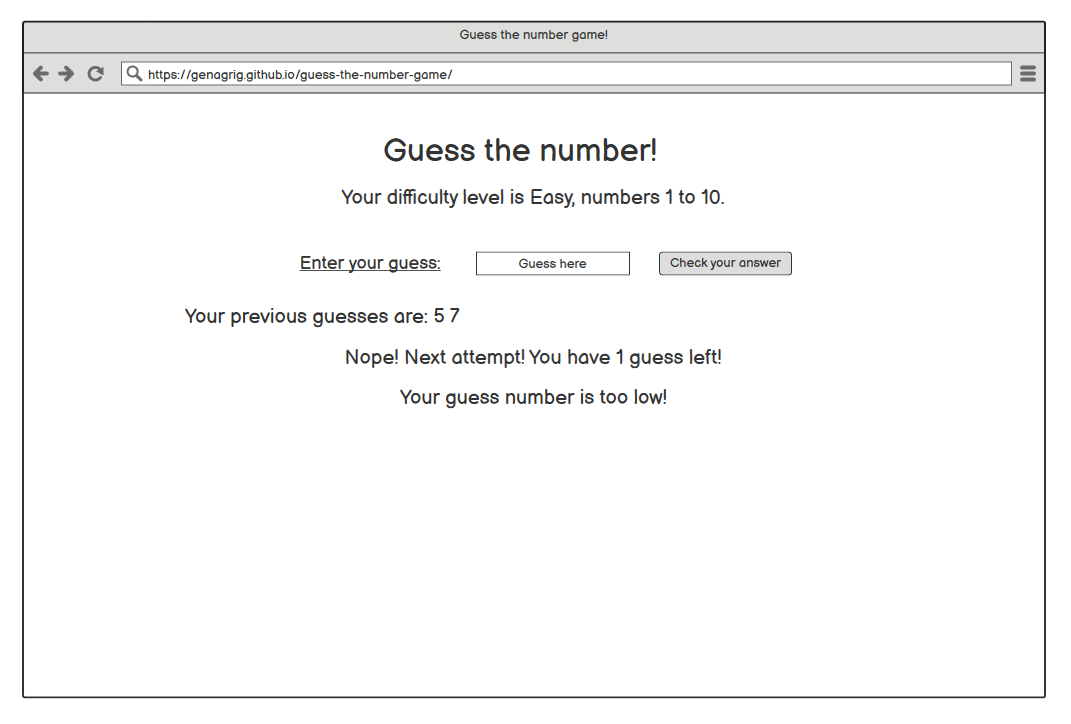 Guess the number game!
https://genagrig.github.io/guess-the-number-game/
Guess the number!
Your difficulty level is Easy, numbers 1 to 10.
Enter your guess: Guess here Check your answer
Your previous guesses are: 5 7
Nope! Next attempt! You have 1 guess left!
Your guess number is too low!